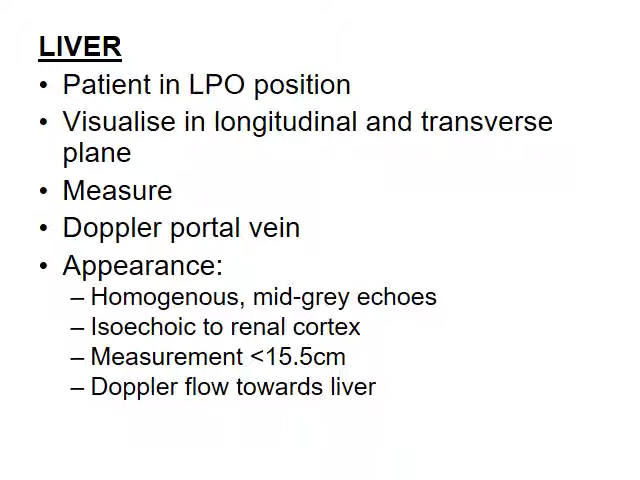 LIVER
• Patient in LPO position
• Visualise in longitudinal and transverse
plane
• Measure
• Doppler portal vein
• Appearance:
– Homogenous, mid-grey echoes
– Isoechoic to renal cortex
– Measurement <15.5cm
– Doppler flow towards liver